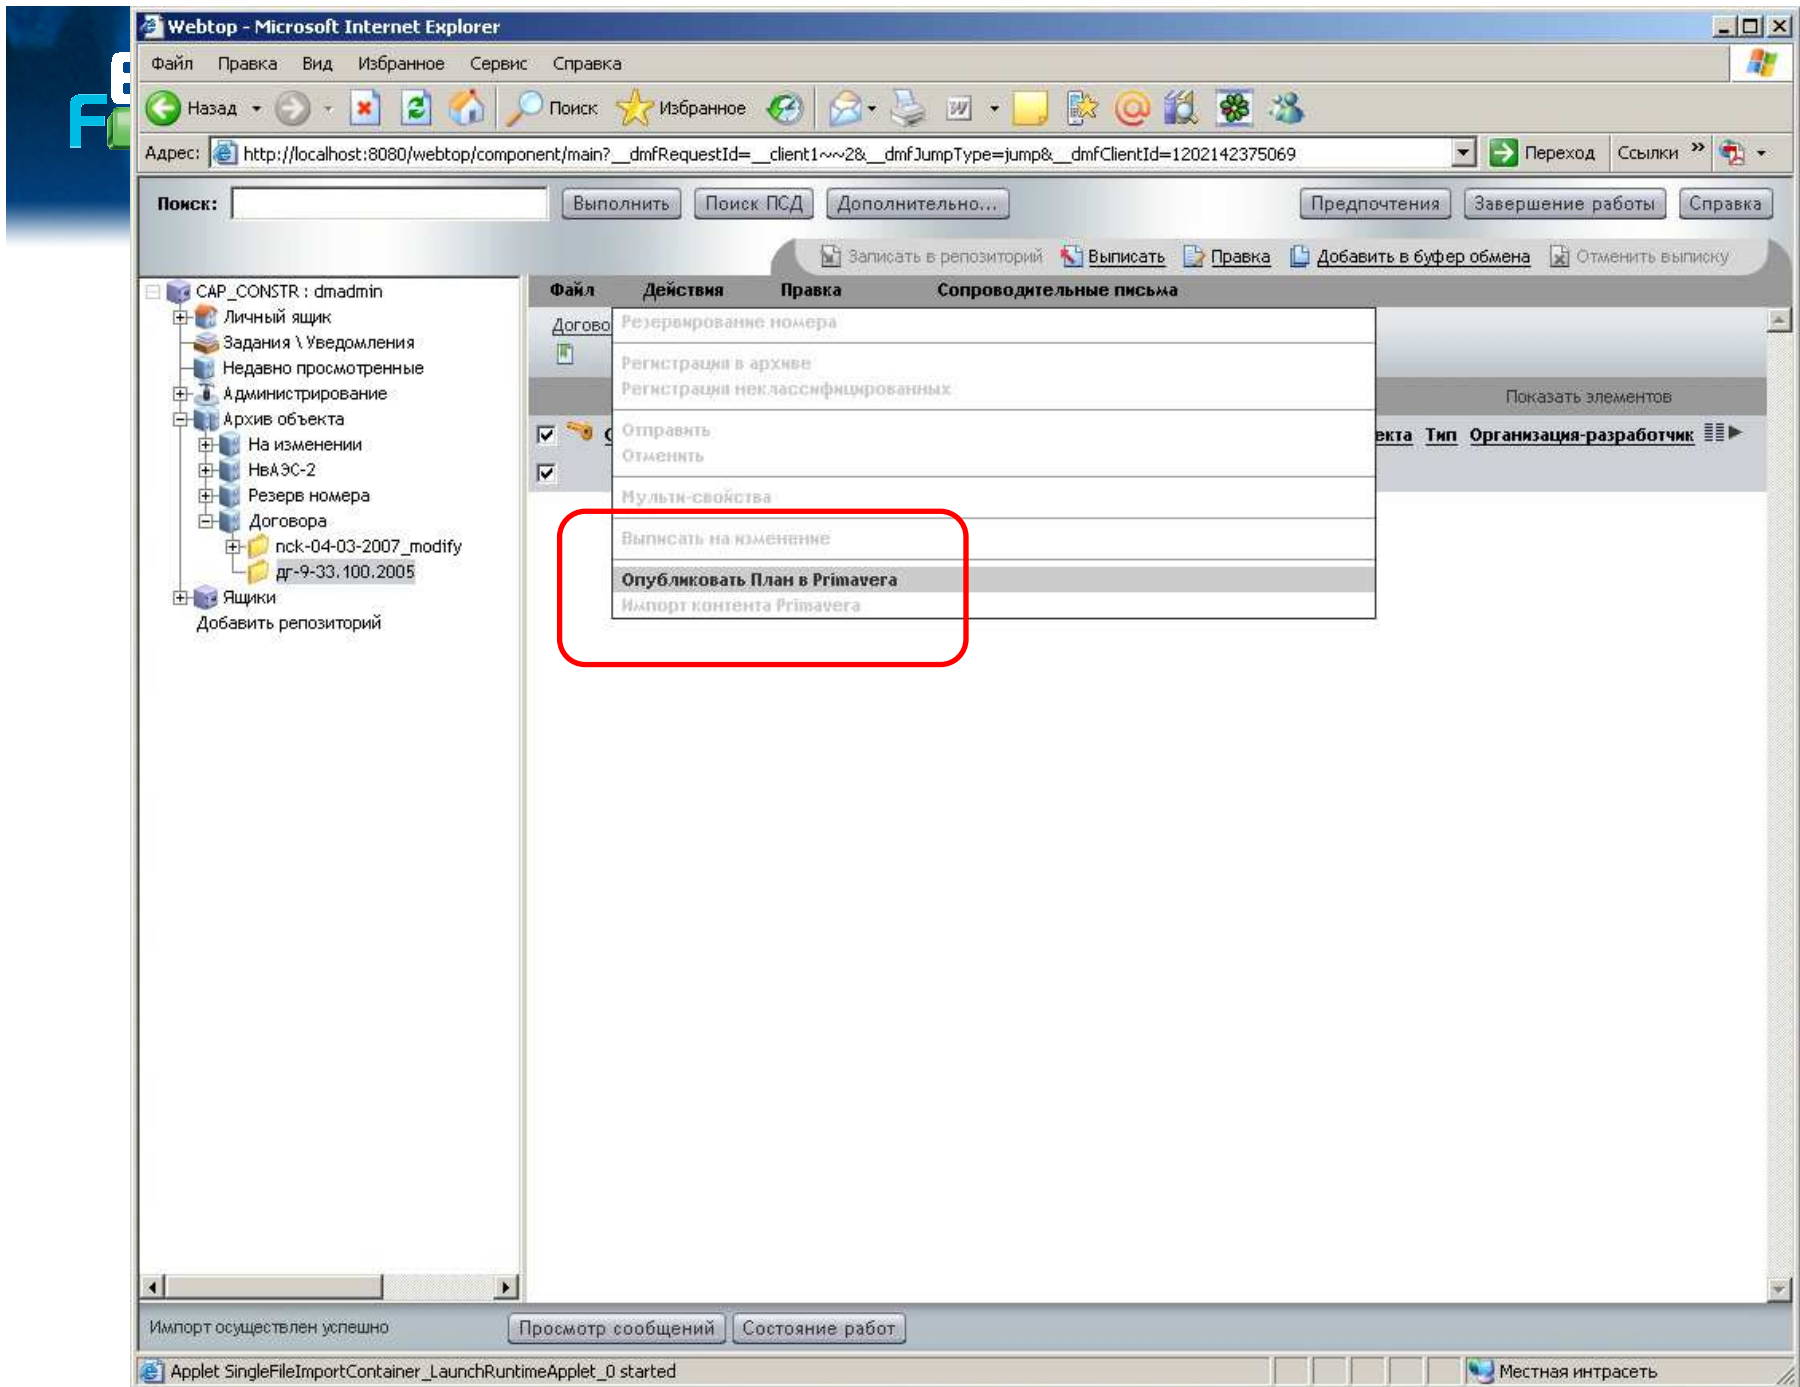 Webtop - Microsoft Internet Explorer
Файл Правка Вид Избранное Сервис Справка
Назад Поиск Избранное
Адрес: http://localhost:8080/webtop/component/main?__dmfRequestId=__client1~~2&__dmfJumpType=jump&__dmfClientId=1202142375069 Переход Ссылки »
Поиск: Выполнить Поиск ПСД Дополнительно... Предпочтения Завершение работы Справка
Записать в репозиторий Выписать Правка Добавить в буфер обмена Отменить выписку
CAP_CONSTR : dmadmin
Личный ящик
Задания \ Уведомления
Недавно просмотренные
Администрирование
Архив объекта
На изменении
НвАЭС-2
Резерв номера
Договора
пск-04-03-2007_modify
дг-9-33.100.2005
Ящики
Добавить репозиторий
Файл Действия Правка Сопроводительные письма
Догово
Резервирование номера
Регистрация в архиве
Регистрация неклассифицированных
Отправить
Отменить
Мульти-свойства
Выписать на изменение
Опубликовать План в Primavera
Импорт контента Primavera
Показать элементов
екта Тип Организация-разработчик
Импорт осуществлен успешно Просмотр сообщений Состояние работ
Applet SingleFileImportContainer_LaunchRuntimeApplet_0 started Местная интрасеть